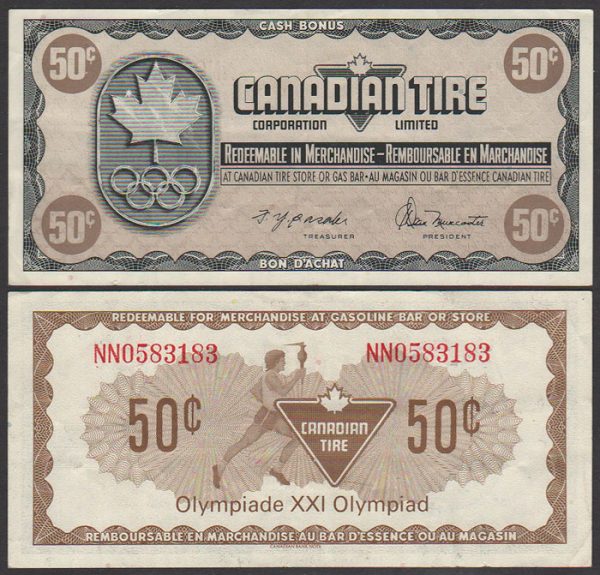 CASH BONUS
50¢ 50¢
CANADIAN TIRE
CORPORATION LIMITED
REDEEMABLE IN MERCHANDISE – REMBOURSABLE EN MARCHANDISE
AT CANADIAN TIRE STORE OR GAS BAR • AU MAGASIN OU BAR D'ESSENCE CANADIAN TIRE
50¢ 50¢
TREASURER PRESIDENT
BON D'ACHAT
REDEEMABLE FOR MERCHANDISE AT GASOLINE BAR OR STORE
NN0583183 NN0583183
50¢ CANADIAN TIRE 50¢
Olympiade XXI Olympiad
REMBOURSABLE EN MARCHANDISE AU BAR D'ESSENCE OU AU MAGASIN
CANADIAN BANK NOTE